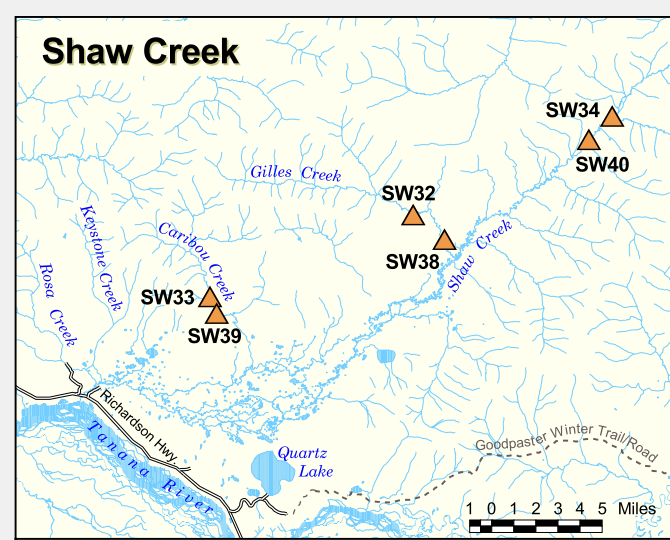 Shaw Creek
SW34
SW40
Gilles Creek
SW32
Keystone Creek
Caribou Creek
Shaw Creek
SW38
Rosa Creek
SW33
SW39
Richardson Hwy
Goodpaster Winter Trail/Road
Tanana River
Quartz
Lake
1 0 1 2 3 4 5 Miles